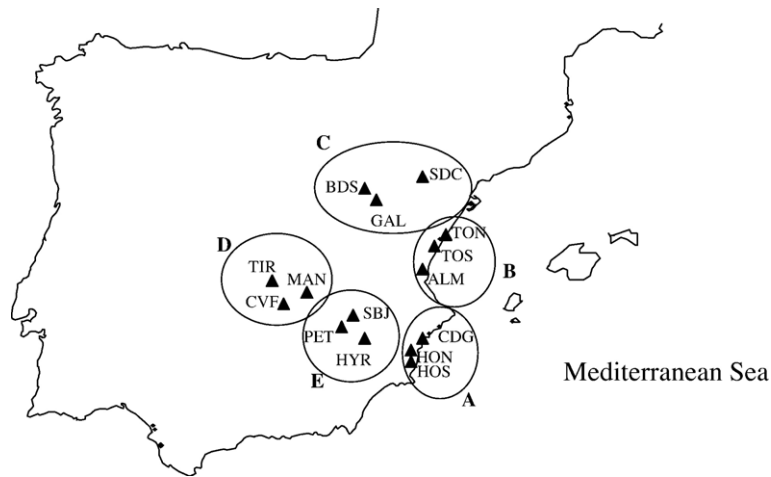 C
SDC
BDS
GAL
TON
D
TOS
TIR
B
MAN
ALM
CVF
SBJ
PET
CDG
HYR
HON
HOS
Mediterranean Sea
E
A